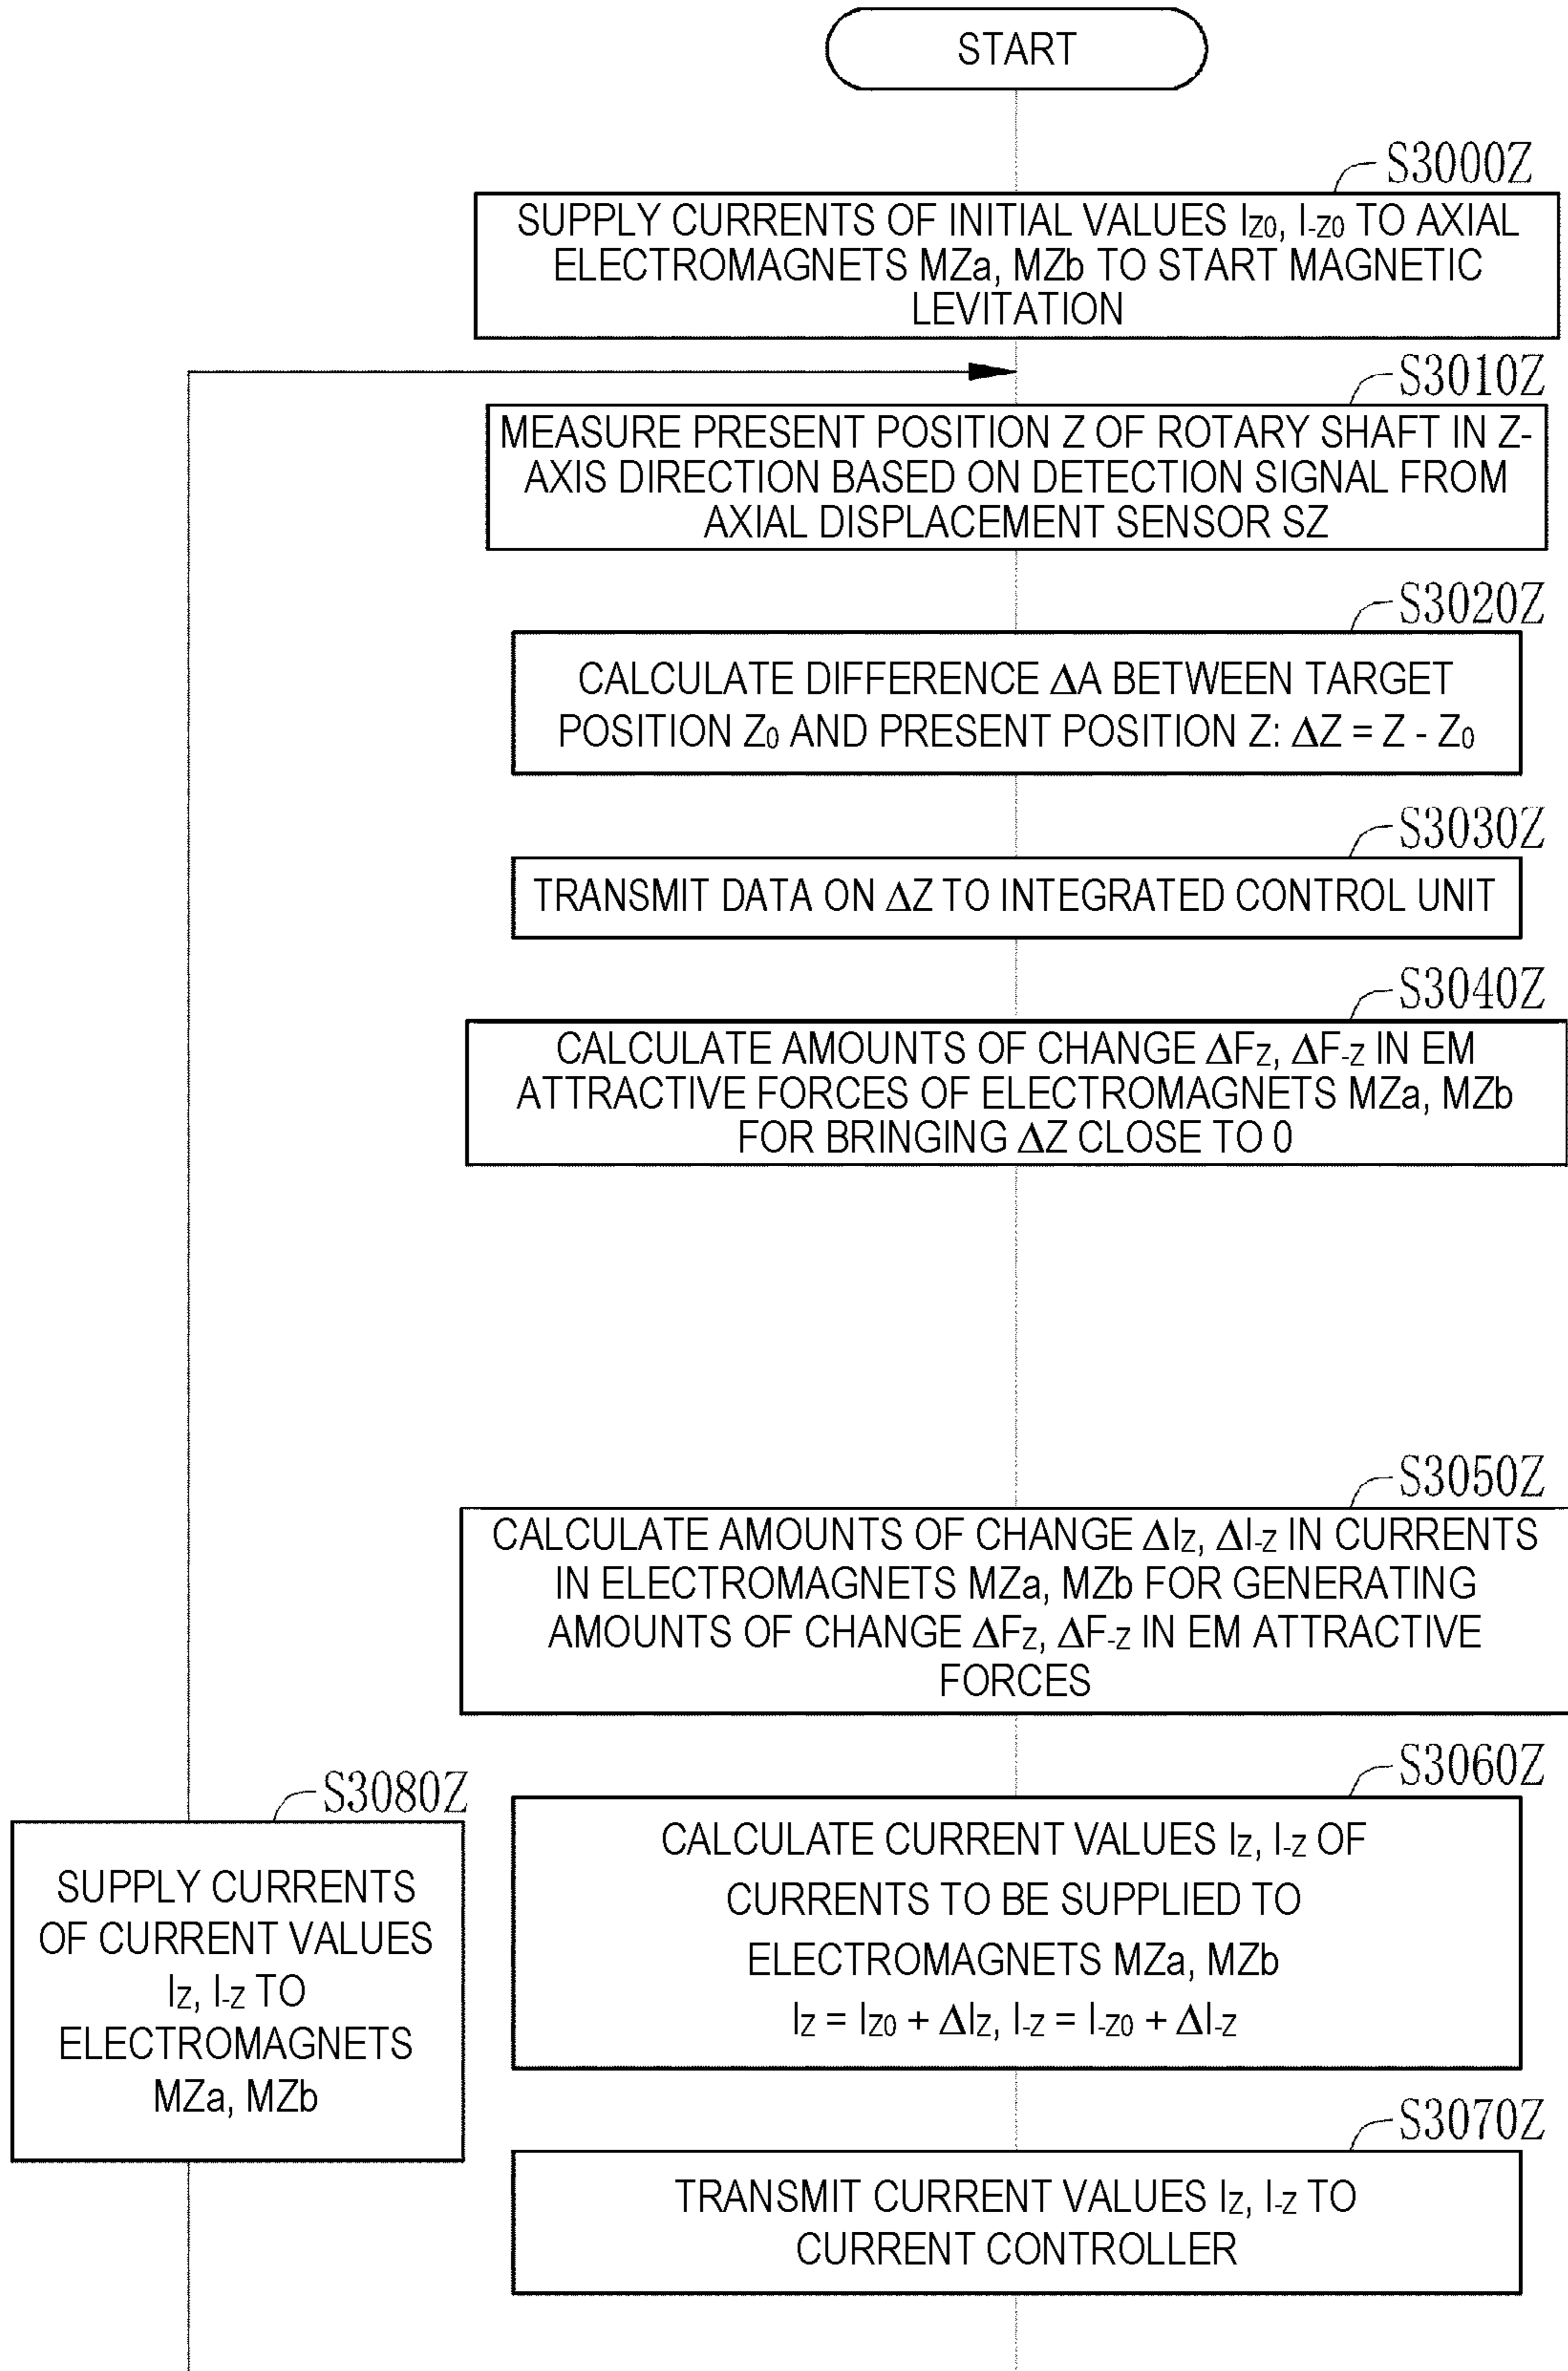 START
S3000Z
SUPPLY CURRENTS OF INITIAL VALUES Iz0, I-z0 TO AXIAL
ELECTROMAGNETS MZa, MZb TO START MAGNETIC
LEVITATION
S3010Z
MEASURE PRESENT POSITION Z OF ROTARY SHAFT IN Z-
AXIS DIRECTION BASED ON DETECTION SIGNAL FROM
AXIAL DISPLACEMENT SENSOR SZ
S3020Z
CALCULATE DIFFERENCE ΔA BETWEEN TARGET
POSITION Z0 AND PRESENT POSITION Z: ΔZ = Z - Z0
S3030Z
TRANSMIT DATA ON ΔZ TO INTEGRATED CONTROL UNIT
S3040Z
CALCULATE AMOUNTS OF CHANGE ΔFz, ΔF-z IN EM
ATTRACTIVE FORCES OF ELECTROMAGNETS MZa, MZb
FOR BRINGING ΔZ CLOSE TO 0
S3050Z
CALCULATE AMOUNTS OF CHANGE ΔIz, ΔI-z IN CURRENTS
IN ELECTROMAGNETS MZa, MZb FOR GENERATING
AMOUNTS OF CHANGE ΔFz, ΔF-z IN EM ATTRACTIVE
FORCES
S3060Z
CALCULATE CURRENT VALUES Iz, I-z OF
CURRENTS TO BE SUPPLIED TO
ELECTROMAGNETS MZa, MZb
Iz = Iz0 + ΔIz, I-z = I-z0 + ΔI-z
S3070Z
TRANSMIT CURRENT VALUES Iz, I-z TO
CURRENT CONTROLLER
S3080Z
SUPPLY CURRENTS
OF CURRENT VALUES
Iz, I-z TO
ELECTROMAGNETS
MZa, MZb